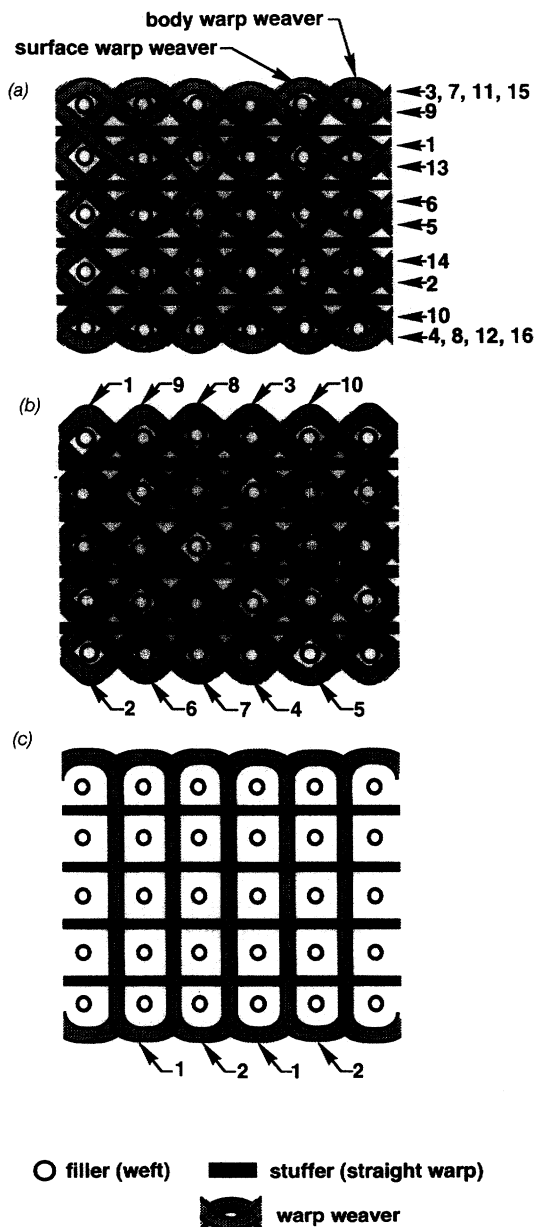 body warp weaver
surface warp weaver
(a)
3, 7, 11, 15
9
1
13
6
5
14
2
10
4, 8, 12, 16
(b)
1 9 8 3 10
2 6 7 4 5
(c)
1 2 1 2
filler (weft) stuffer (straight warp)
warp weaver